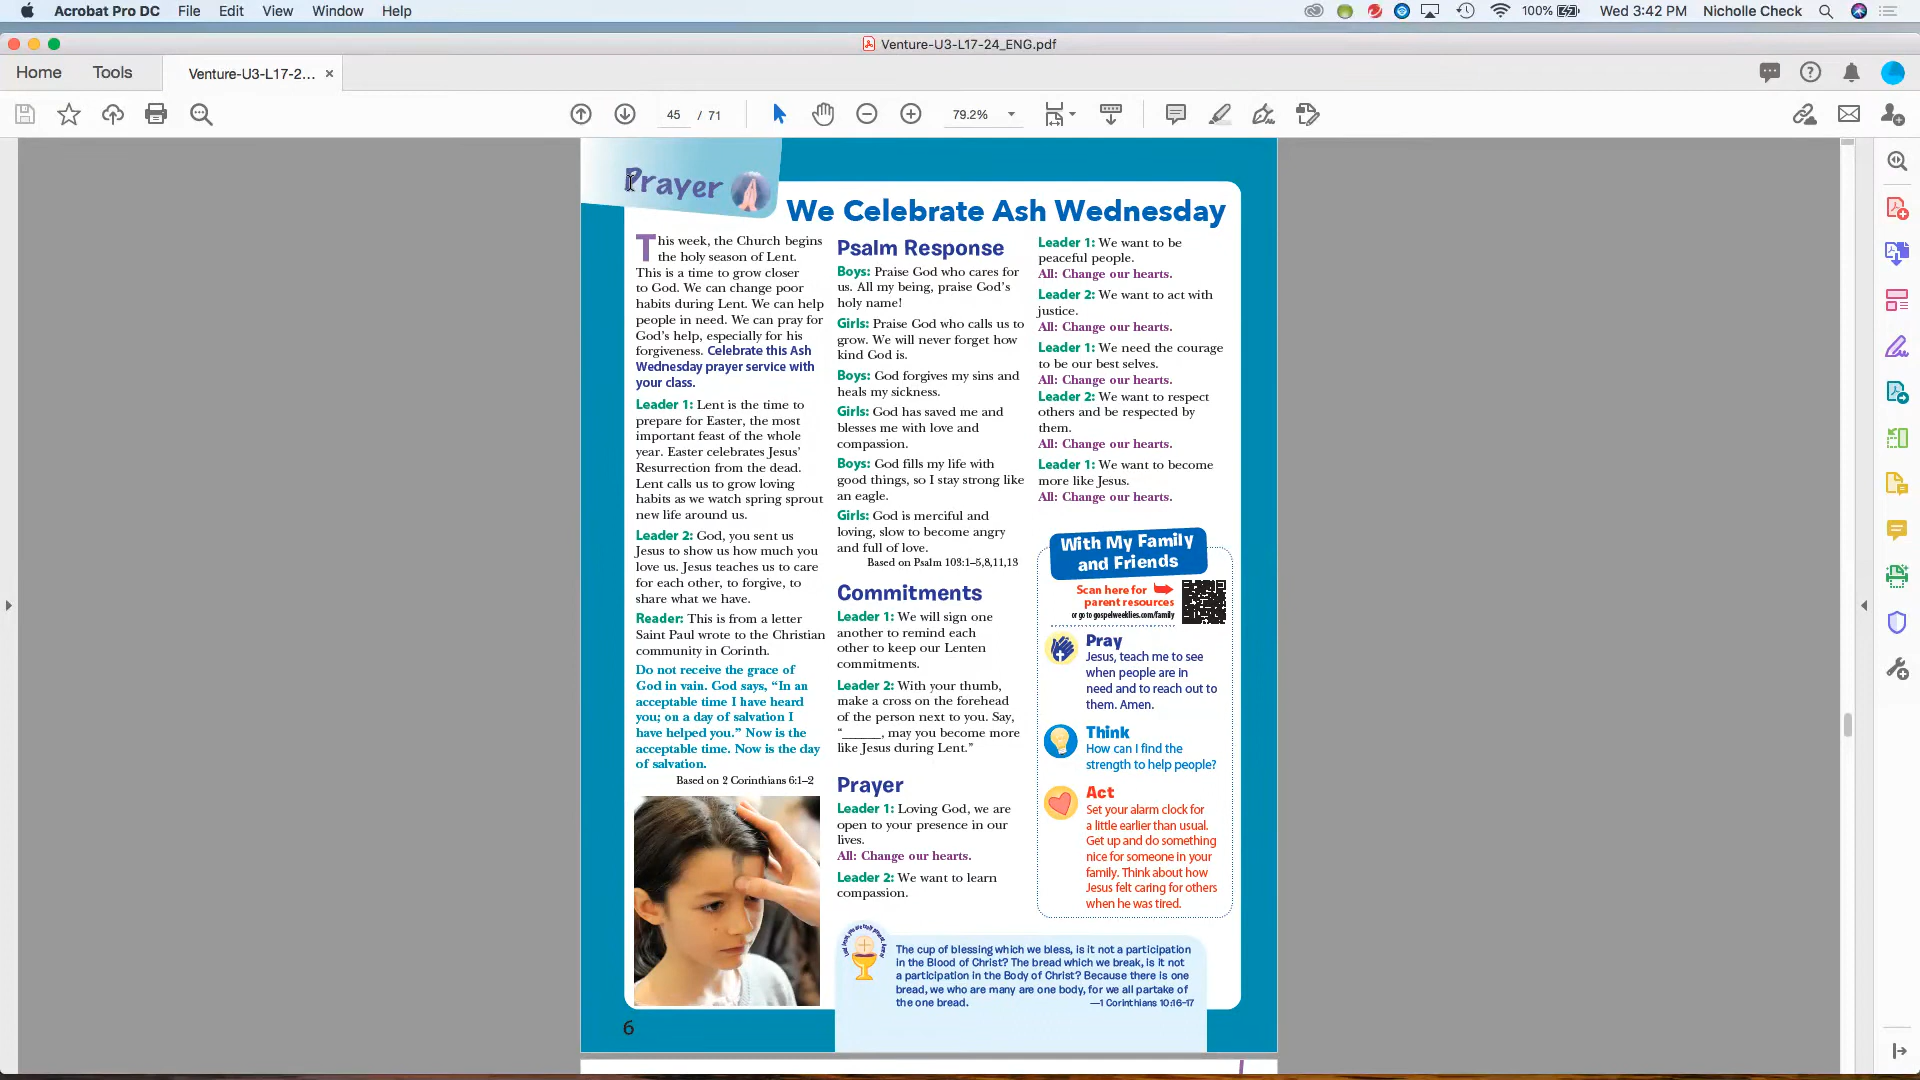 Acrobat Pro DC File Edit View Window Help
100% Wed 3:42 PM Nicholle Check
Venture-U3-L17-24_ENG.pdf
Home Tools Venture-U3-L17-2... ×
45 / 71 79.2%
Prayer
We Celebrate Ash Wednesday
This week, the Church begins
the holy season of Lent.
This is a time to grow closer
to God. We can change poor
habits during Lent. We can help
people in need. We can pray for
God's help, especially for his
forgiveness. Celebrate this Ash
Wednesday prayer service with
your class.
Leader 1: Lent is the time to
prepare for Easter, the most
important feast of the whole
year. Easter celebrates Jesus'
Resurrection from the dead.
Lent calls us to grow loving
habits as we watch spring sprout
new life around us.
Leader 2: God, you sent us
Jesus to show us how much you
love us. Jesus teaches us to care
for each other, to forgive, to
share what we have.
Reader: This is from a letter
Saint Paul wrote to the Christian
community in Corinth.
Do not receive the grace of
God in vain. God says, “In an
acceptable time I have heard
you; on a day of salvation I
have helped you.” Now is the
acceptable time. Now is the day
of salvation.
Based on 2 Corinthians 6:1–2
Psalm Response
Boys: Praise God who cares for
us. All my being, praise God's
holy name!
Girls: Praise God who calls us to
grow. We will never forget how
kind God is.
Boys: God forgives my sins and
heals my sickness.
Girls: God has saved me and
blesses me with love and
compassion.
Boys: God fills my life with
good things, so I stay strong like
an eagle.
Girls: God is merciful and
loving, slow to become angry
and full of love.
Based on Psalm 103:1–5,8,11,13
Commitments
Leader 1: We will sign one
another to remind each
other to keep our Lenten
commitments.
Leader 2: With your thumb,
make a cross on the forehead
of the person next to you. Say,
“______, may you become more
like Jesus during Lent.”
Prayer
Leader 1: Loving God, we are
open to your presence in our
lives.
All: Change our hearts.
Leader 2: We want to learn
compassion.
Leader 1: We want to be
peaceful people.
All: Change our hearts.
Leader 2: We want to act with
justice.
All: Change our hearts.
Leader 1: We need the courage
to be our best selves.
All: Change our hearts.
Leader 2: We want to respect
others and be respected by
them.
All: Change our hearts.
Leader 1: We want to become
more like Jesus.
All: Change our hearts.
With My Family
and Friends
Scan here for
parent resources
or go to gospelweeklies.com/family
Pray
Jesus, teach me to see
when people are in
need and to reach out to
them. Amen.
Think
How can I find the
strength to help people?
Act
Set your alarm clock for
a little earlier than usual.
Get up and do something
nice for someone in your
family. Think about how
Jesus felt caring for others
when he was tired.
The cup of blessing which we bless, is it not a participation
in the Blood of Christ? The bread which we break, is it not
a participation in the Body of Christ? Because there is one
bread, we who are many are one body, for we all partake of
the one bread. —1 Corinthians 10:16–17
6